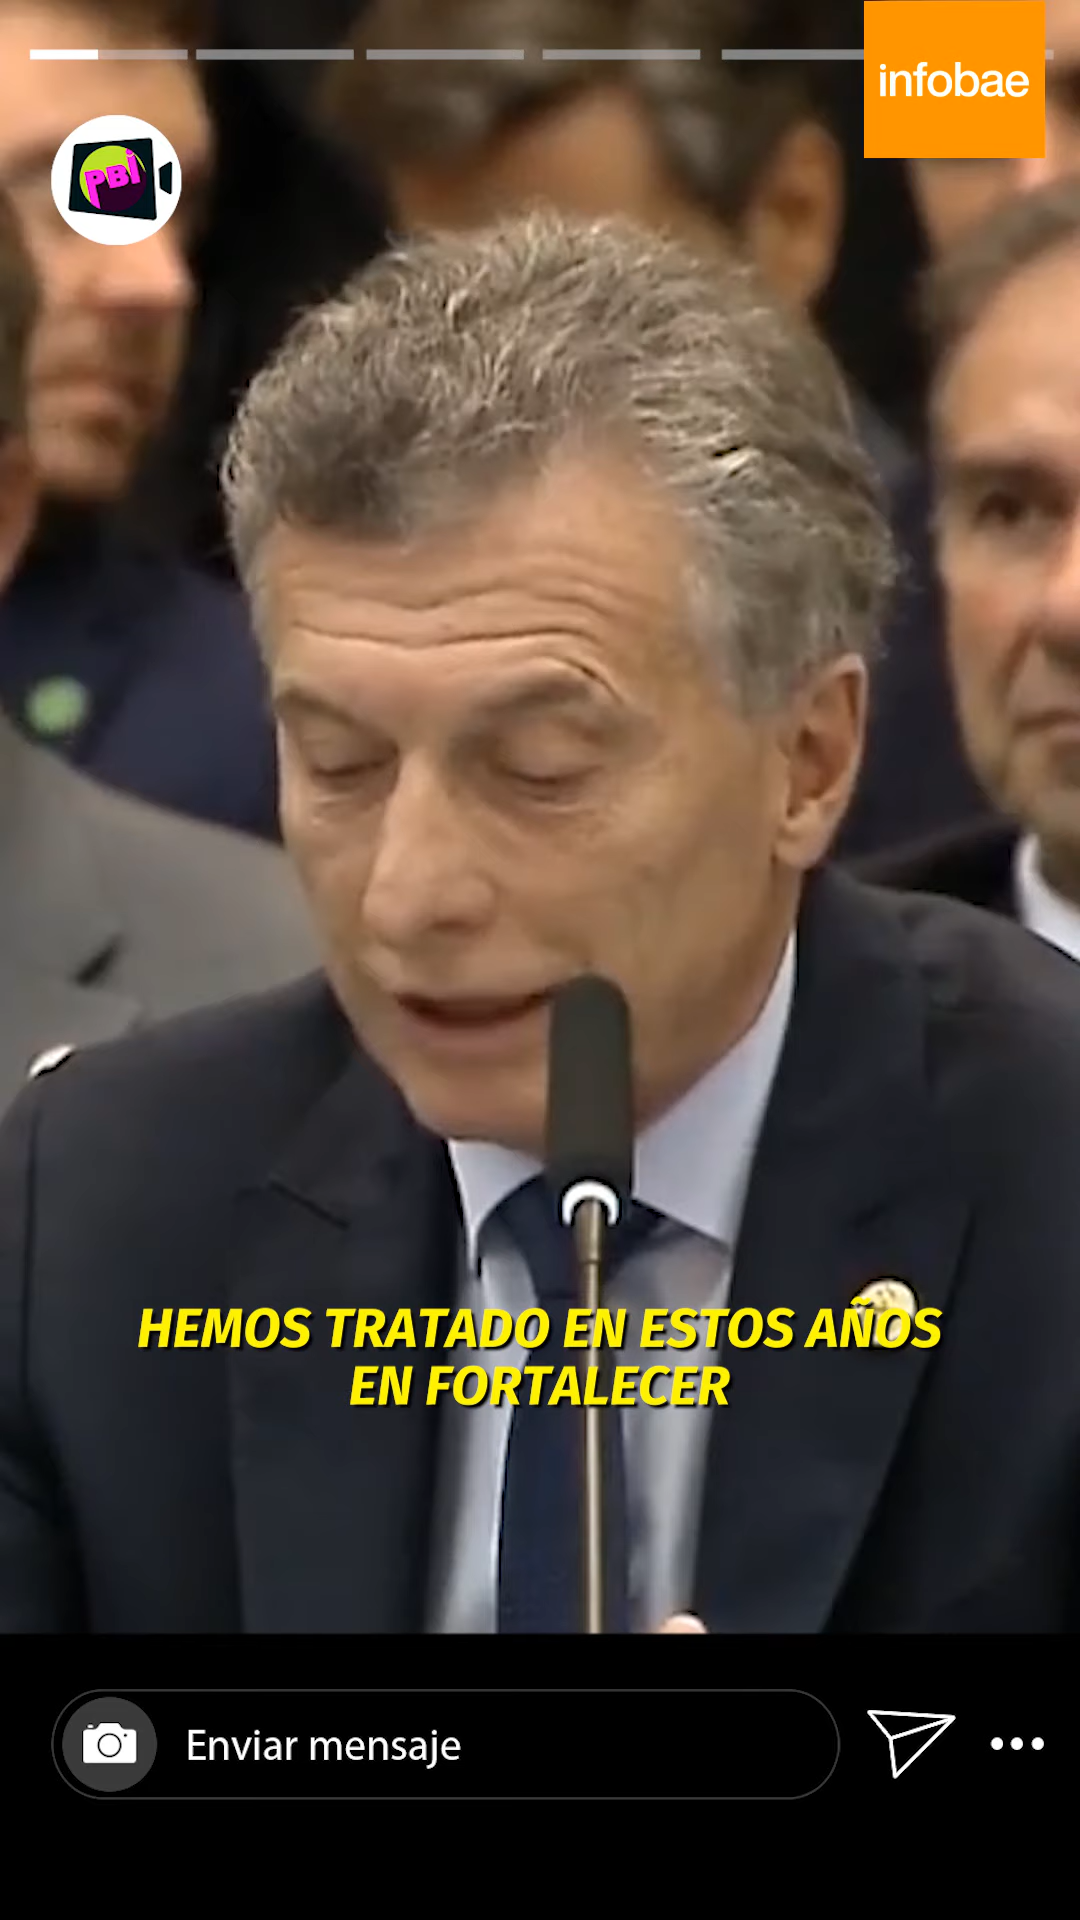 infobae
PBI
HEMOS TRATADO EN ESTOS AÑOS
EN FORTALECER
Enviar mensaje